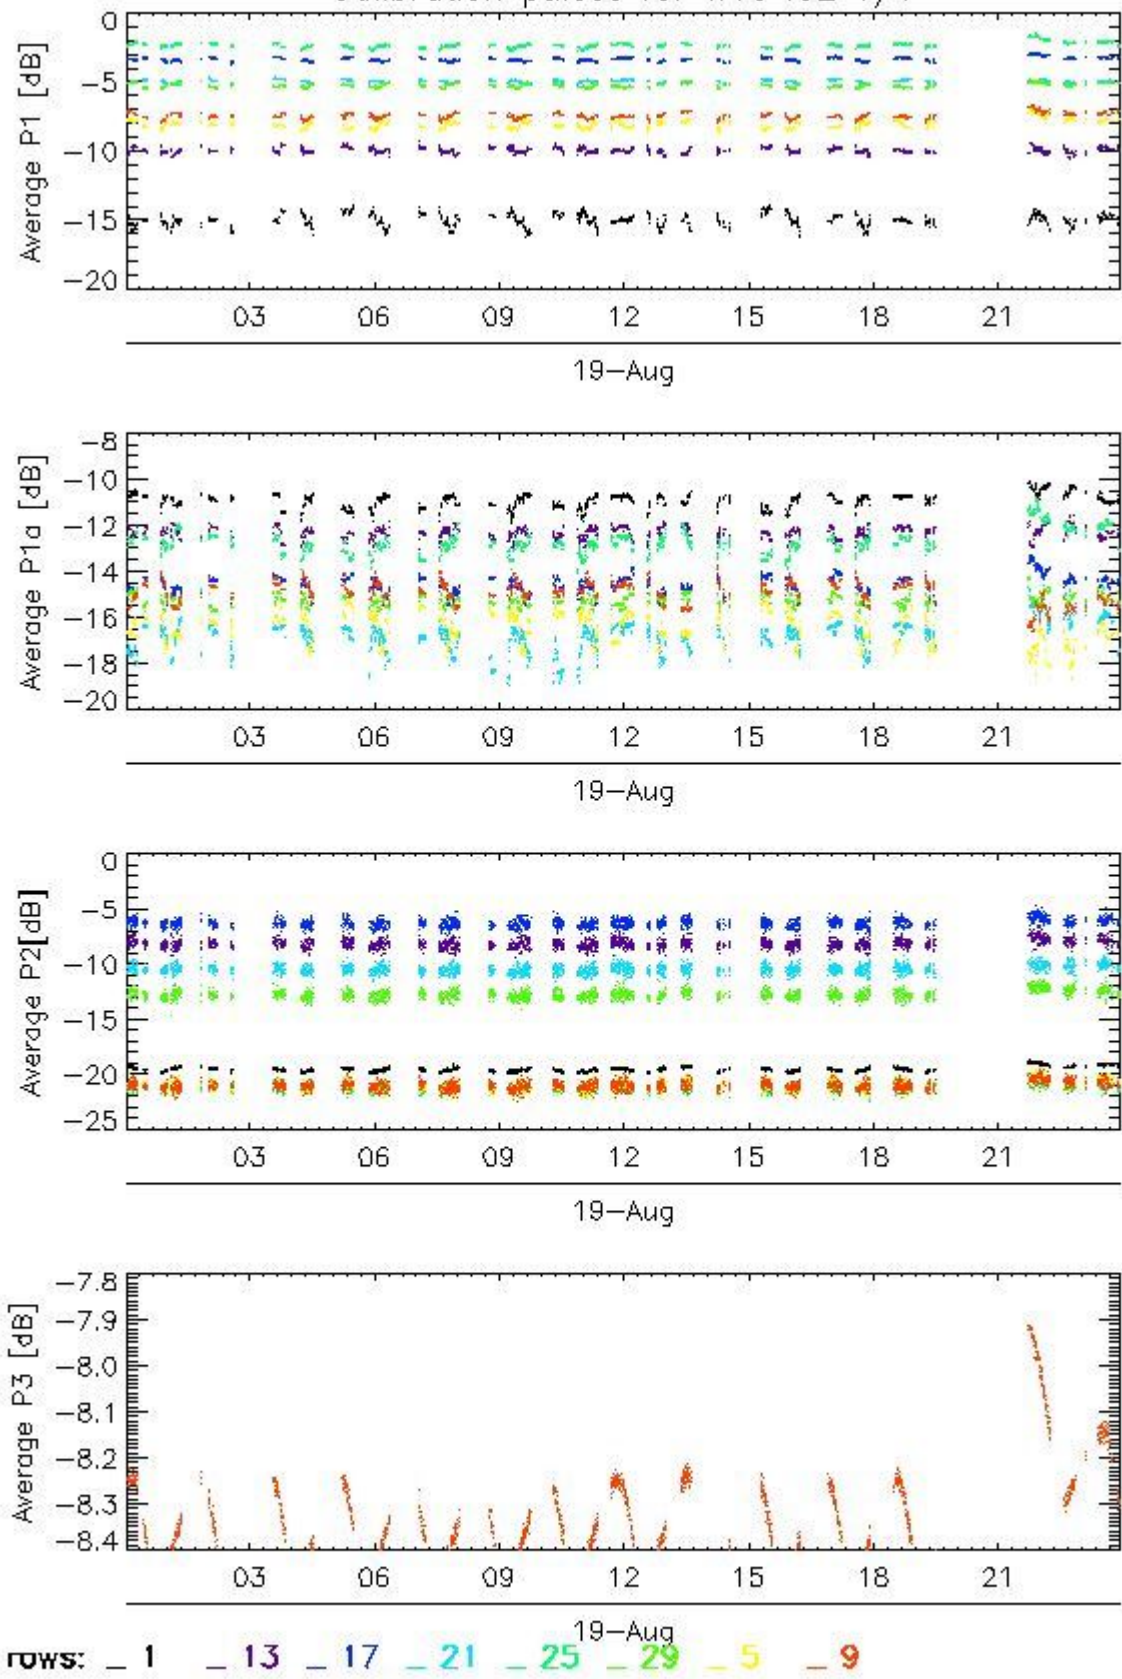 Average P1 [dB]
0
−5
−10
−15
−20
03 06 09 12 15 18 21
19−Aug
Average P1a [dB]
−8
−10
−12
−14
−16
−18
−20
03 06 09 12 15 18 21
19−Aug
Average P2[dB]
0
−5
−10
−15
−20
−25
03 06 09 12 15 18 21
19−Aug
Average P3 [dB]
−7.8
−7.9
−8.0
−8.1
−8.2
−8.3
−8.4
03 06 09 12 15 18 21
19−Aug
rows: _ 1 _ 13 _ 17 _ 21 _ 25 _ 29 _ 5 _ 9